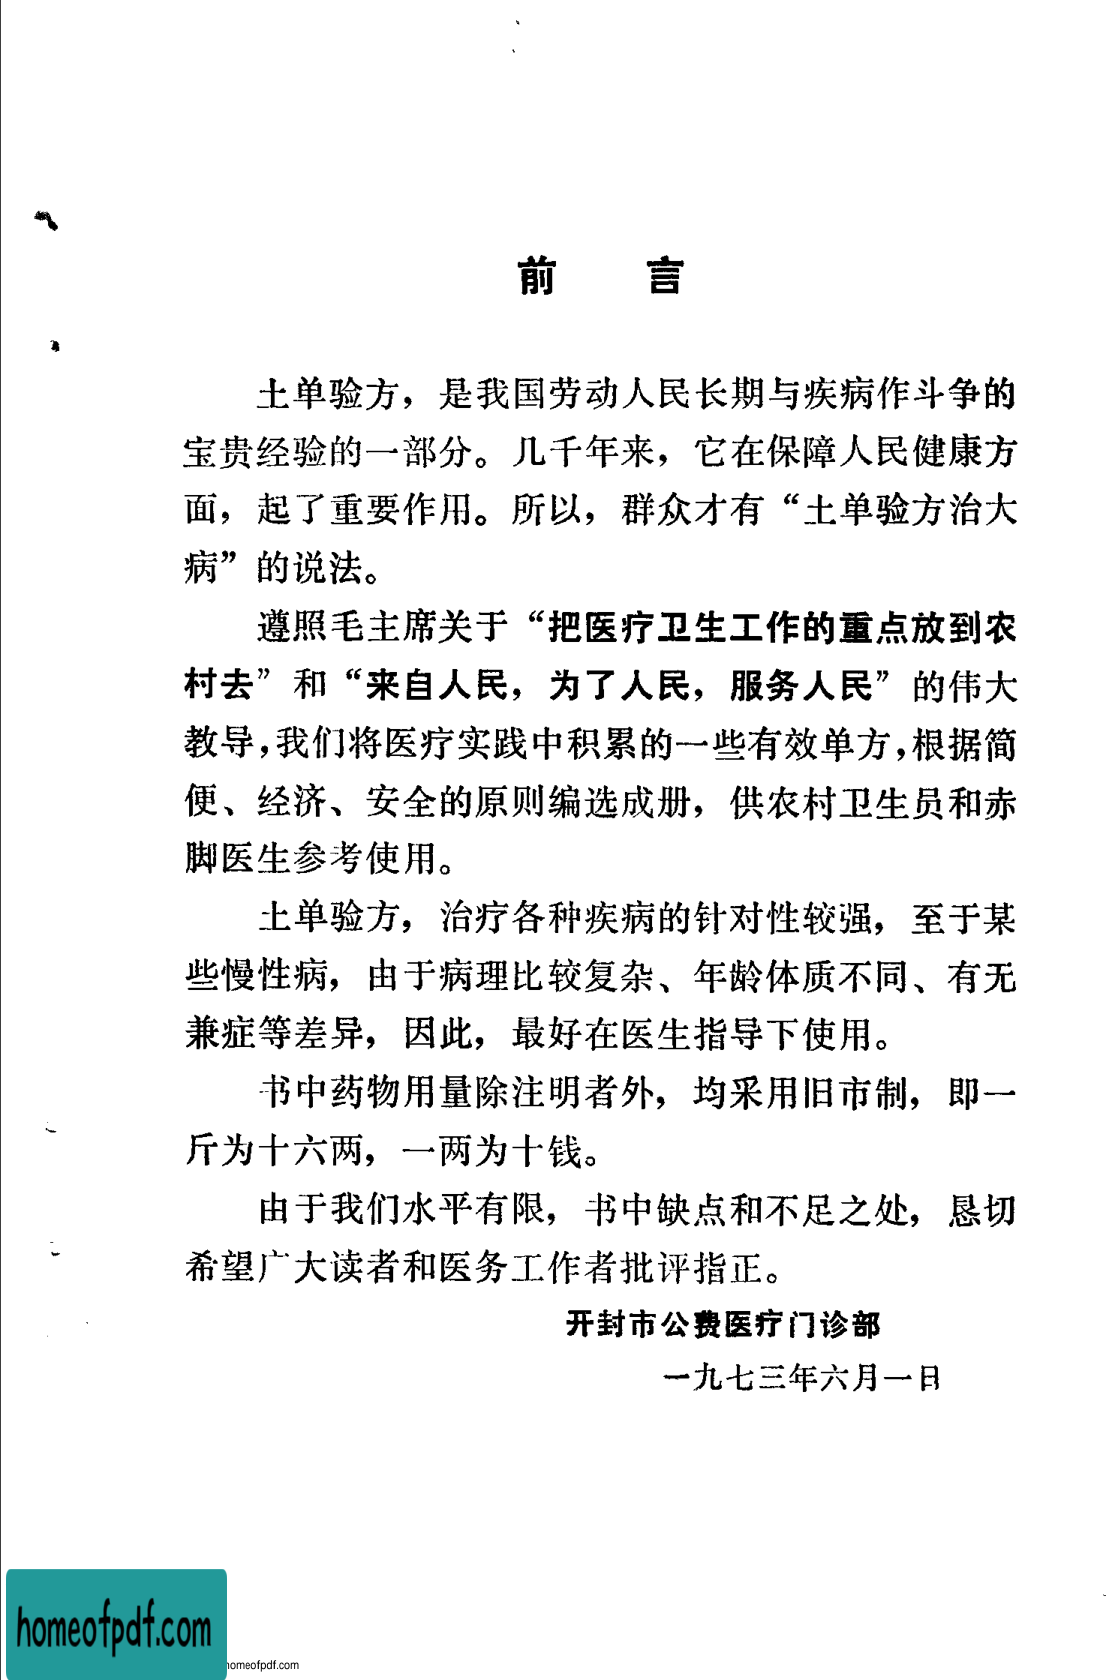 前　言
土单验方，是我国劳动人民长期与疾病作斗争的
宝贵经验的一部分。几千年来，它在保障人民健康方
面，起了重要作用。所以，群众才有“土单验方治大
病”的说法。
遵照毛主席关于“把医疗卫生工作的重点放到农
村去”和“来自人民，为了人民，服务人民”的伟大
教导，我们将医疗实践中积累的一些有效单方，根据简
便、经济、安全的原则编选成册，供农村卫生员和赤
脚医生参考使用。
土单验方，治疗各种疾病的针对性较强，至于某
些慢性病，由于病理比较复杂、年龄体质不同、有无
兼症等差异，因此，最好在医生指导下使用。
书中药物用量除注明者外，均采用旧市制，即一
斤为十六两，一两为十钱。
由于我们水平有限，书中缺点和不足之处，恳切
希望广大读者和医务工作者批评指正。
开封市公费医疗门诊部
一九七三年六月一日
homeofpdf.com
homeofpdf.com